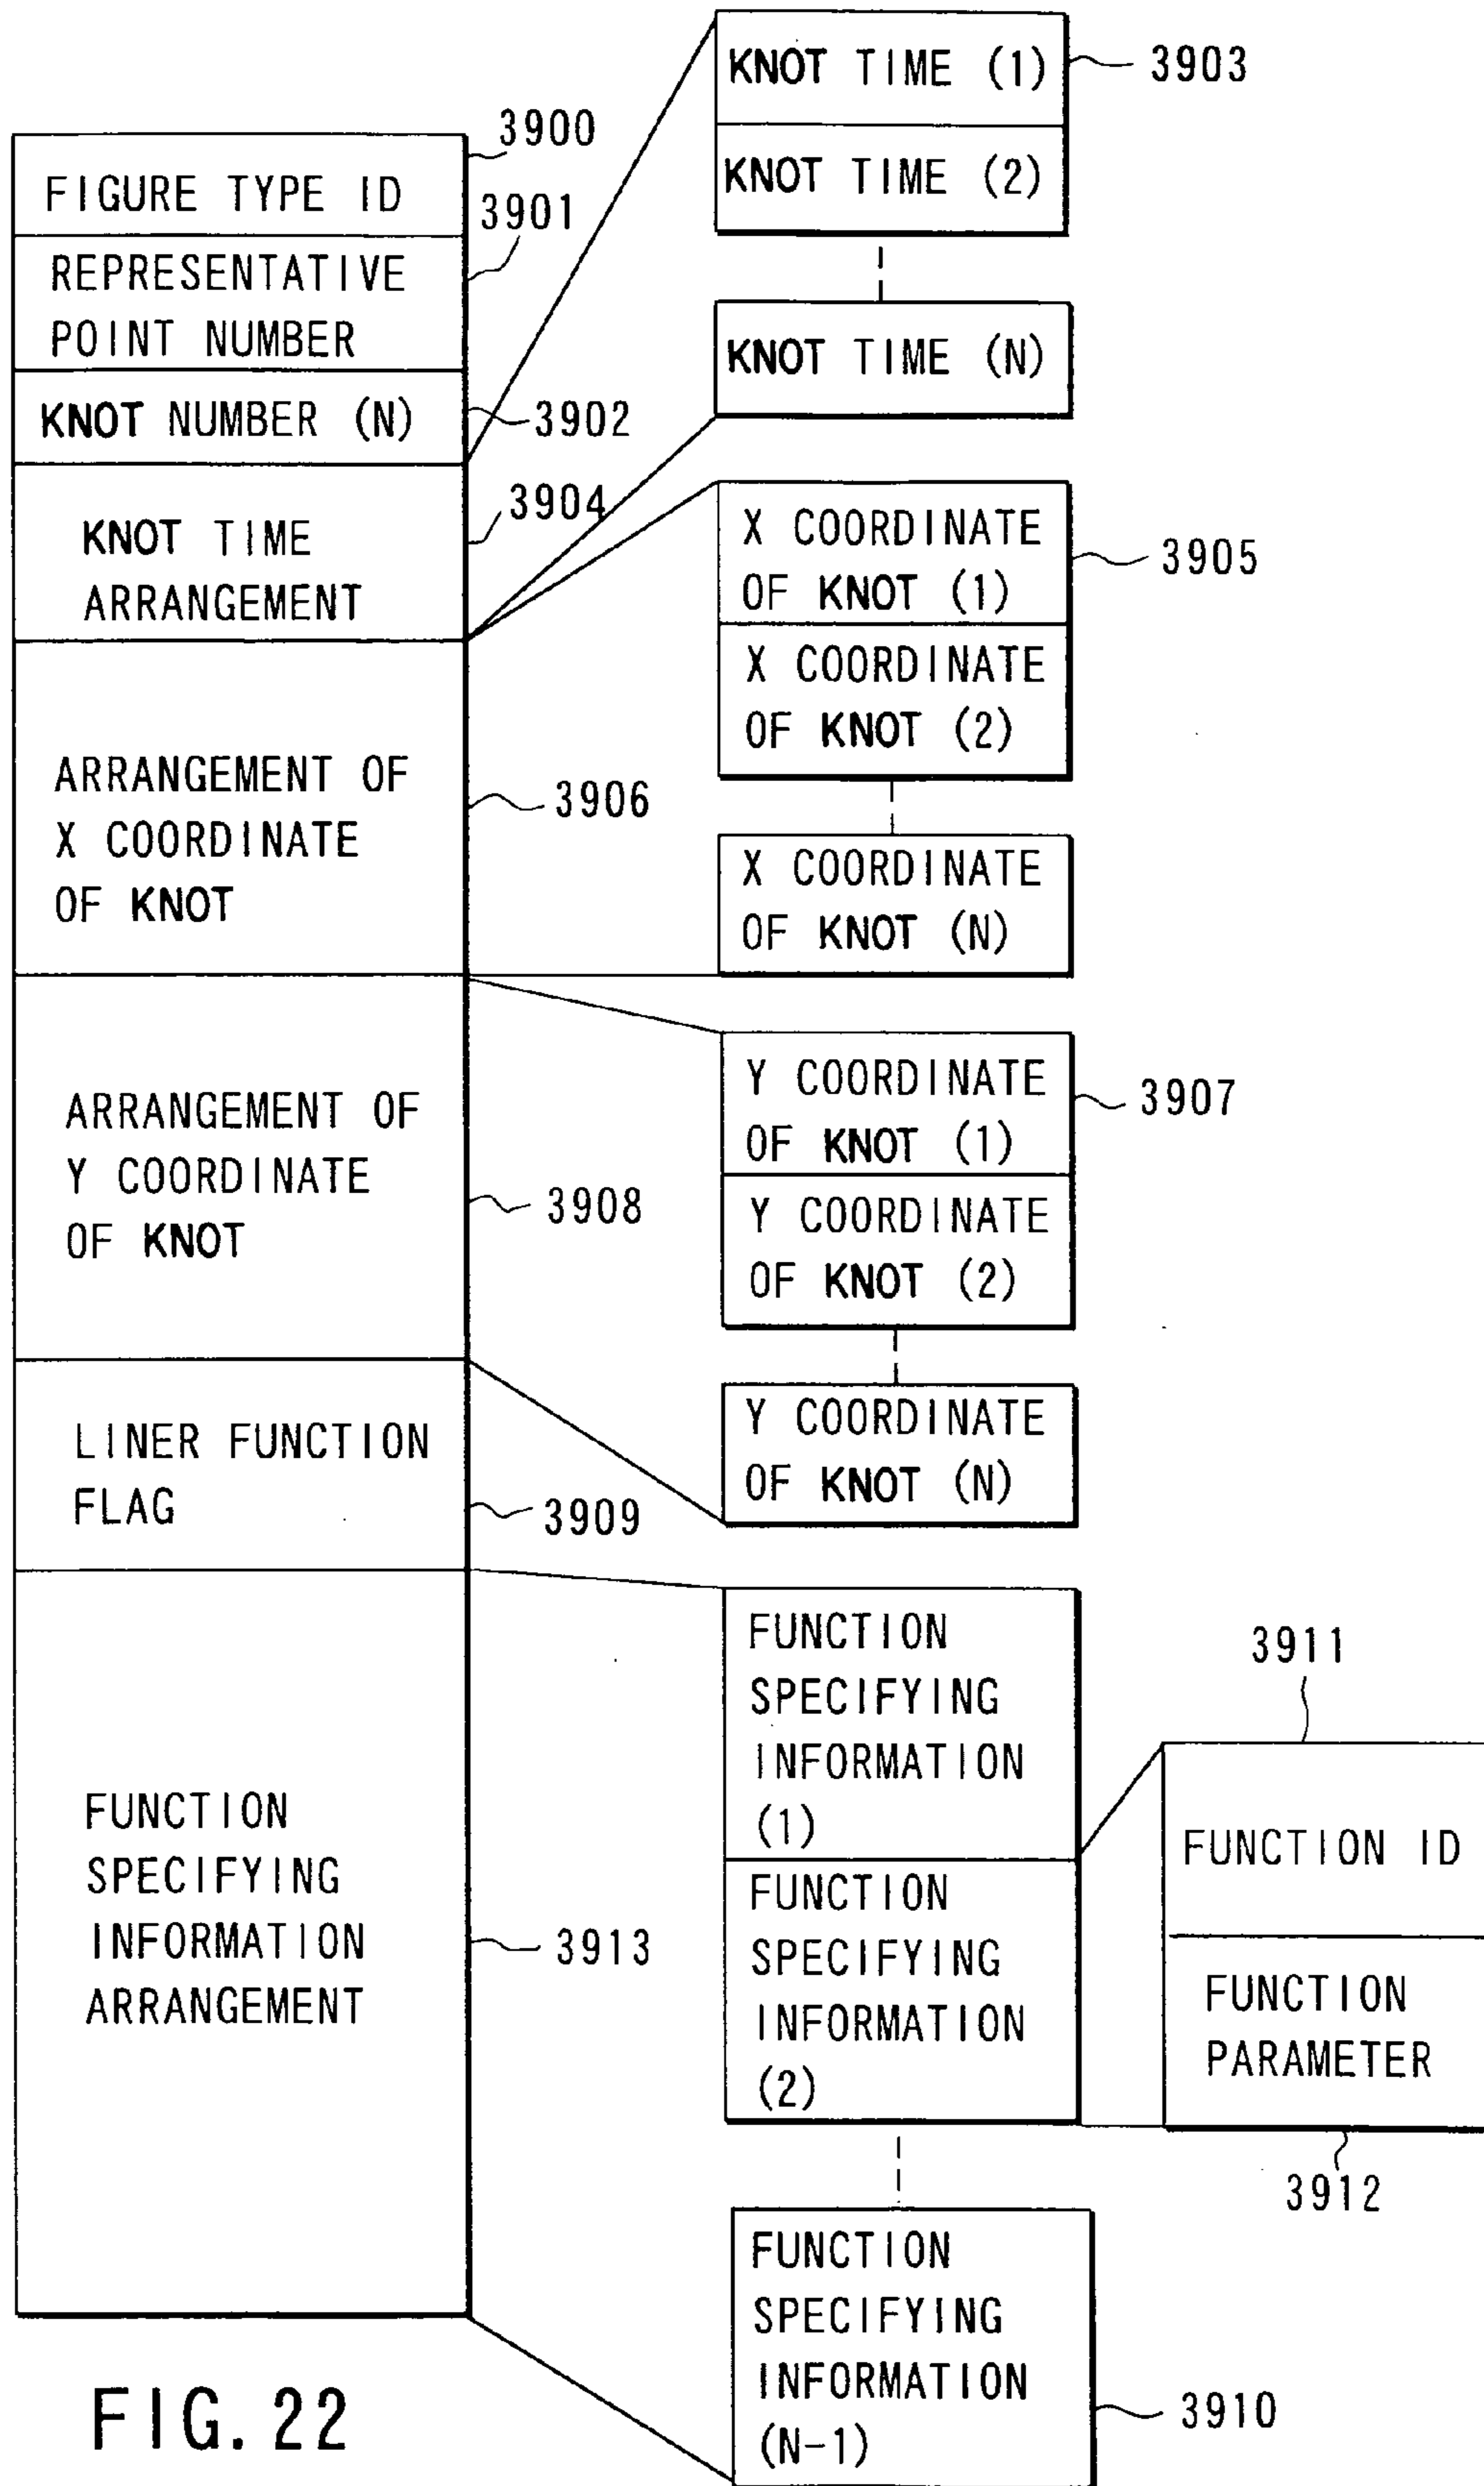 3900
FIGURE TYPE ID
3901
REPRESENTATIVE
POINT NUMBER
KNOT NUMBER (N)
3902
3904
KNOT TIME
ARRANGEMENT
ARRANGEMENT OF
X COORDINATE
OF KNOT
3906
ARRANGEMENT OF
Y COORDINATE
OF KNOT
3908
LINER FUNCTION
FLAG
3909
FUNCTION
SPECIFYING
INFORMATION
ARRANGEMENT
3913
KNOT TIME (1)
3903
KNOT TIME (2)
KNOT TIME (N)
X COORDINATE
OF KNOT (1)
3905
X COORDINATE
OF KNOT (2)
X COORDINATE
OF KNOT (N)
Y COORDINATE
OF KNOT (1)
3907
Y COORDINATE
OF KNOT (2)
Y COORDINATE
OF KNOT (N)
FUNCTION
SPECIFYING
INFORMATION
(1)
FUNCTION
SPECIFYING
INFORMATION
(2)
FUNCTION
SPECIFYING
INFORMATION
(N-1)
3910
3911
FUNCTION ID
FUNCTION
PARAMETER
3912
FIG. 22